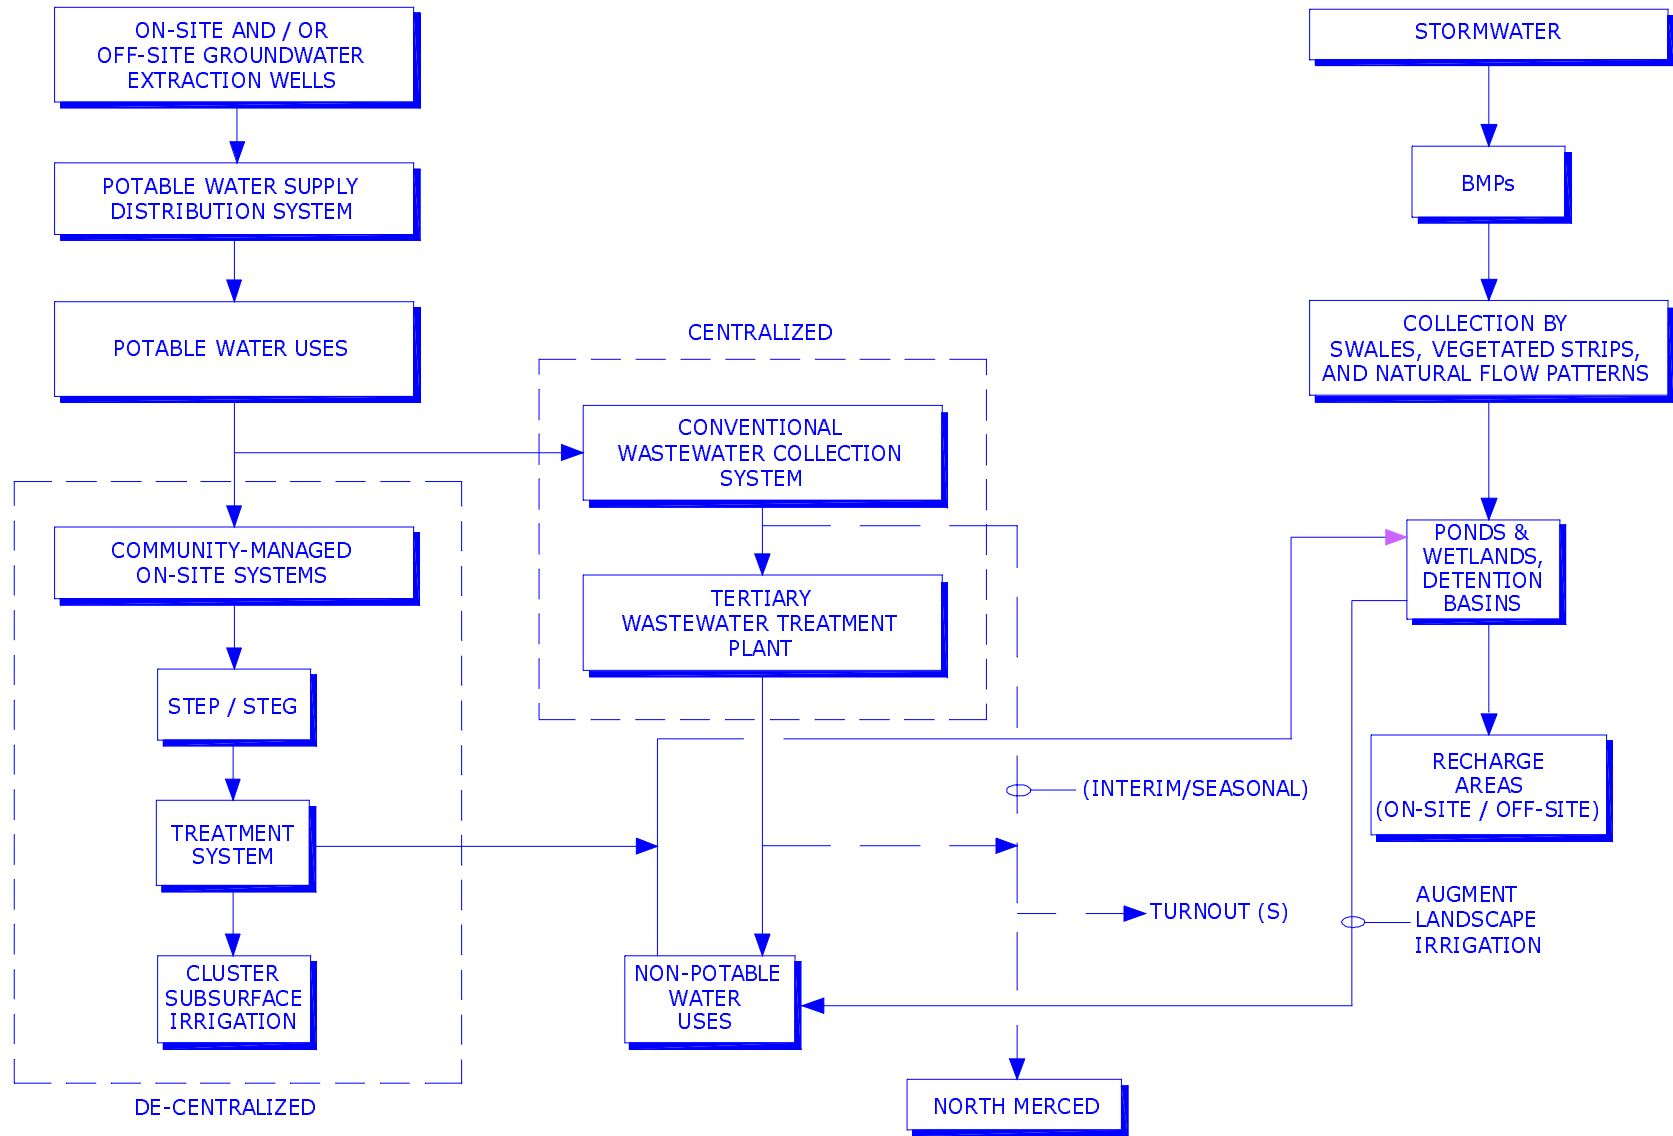 ON-SITE AND / OR
OFF-SITE GROUNDWATER
EXTRACTION WELLS
POTABLE WATER SUPPLY
DISTRIBUTION SYSTEM
POTABLE WATER USES
DE-CENTRALIZED
COMMUNITY-MANAGED
ON-SITE SYSTEMS
STEP / STEG
TREATMENT
SYSTEM
CLUSTER
SUBSURFACE
IRRIGATION
CENTRALIZED
CONVENTIONAL
WASTEWATER COLLECTION
SYSTEM
TERTIARY
WASTEWATER TREATMENT
PLANT
NON-POTABLE
WATER
USES
(INTERIM/SEASONAL)
TURNOUT (S)
NORTH MERCED
STORMWATER
BMPs
COLLECTION BY
SWALES, VEGETATED STRIPS,
AND NATURAL FLOW PATTERNS
PONDS &
WETLANDS,
DETENTION
BASINS
RECHARGE
AREAS
(ON-SITE / OFF-SITE)
AUGMENT
LANDSCAPE
IRRIGATION